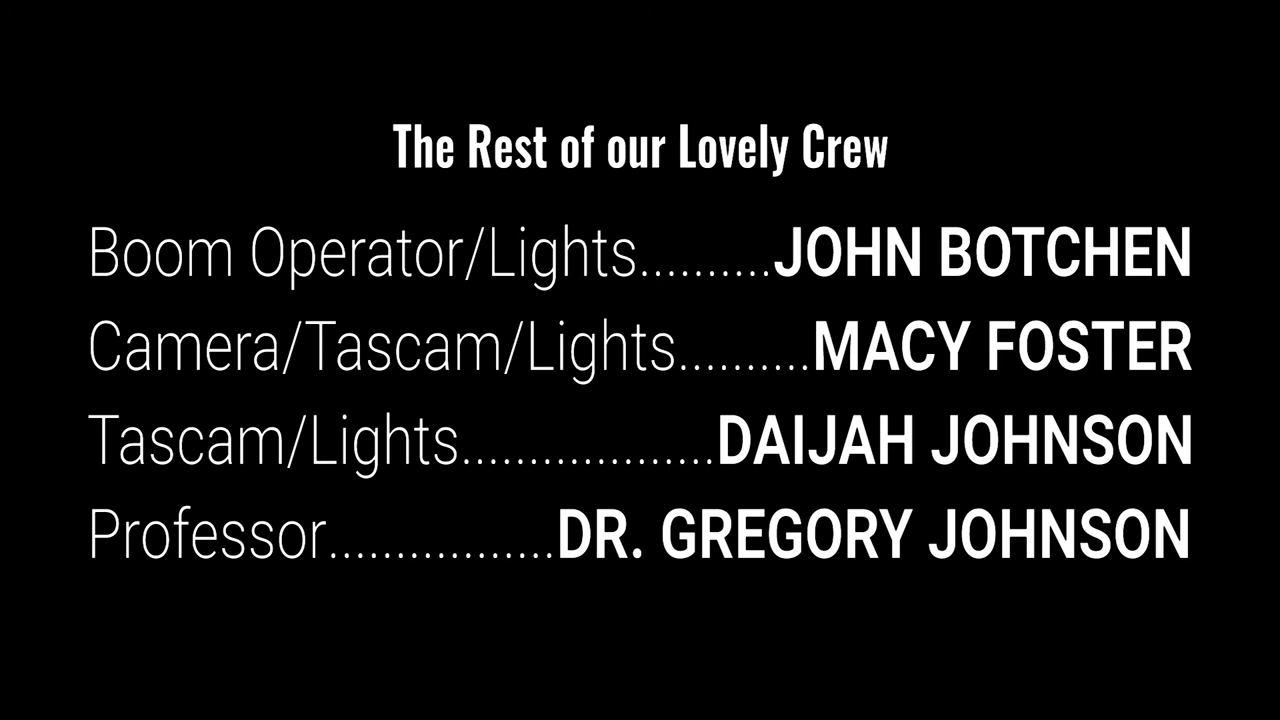 The Rest of our Lovely Crew
Boom Operator/Lights..........JOHN BOTCHEN
Camera/Tascam/Lights..........MACY FOSTER
Tascam/Lights...................DAIJAH JOHNSON
Professor.................DR. GREGORY JOHNSON